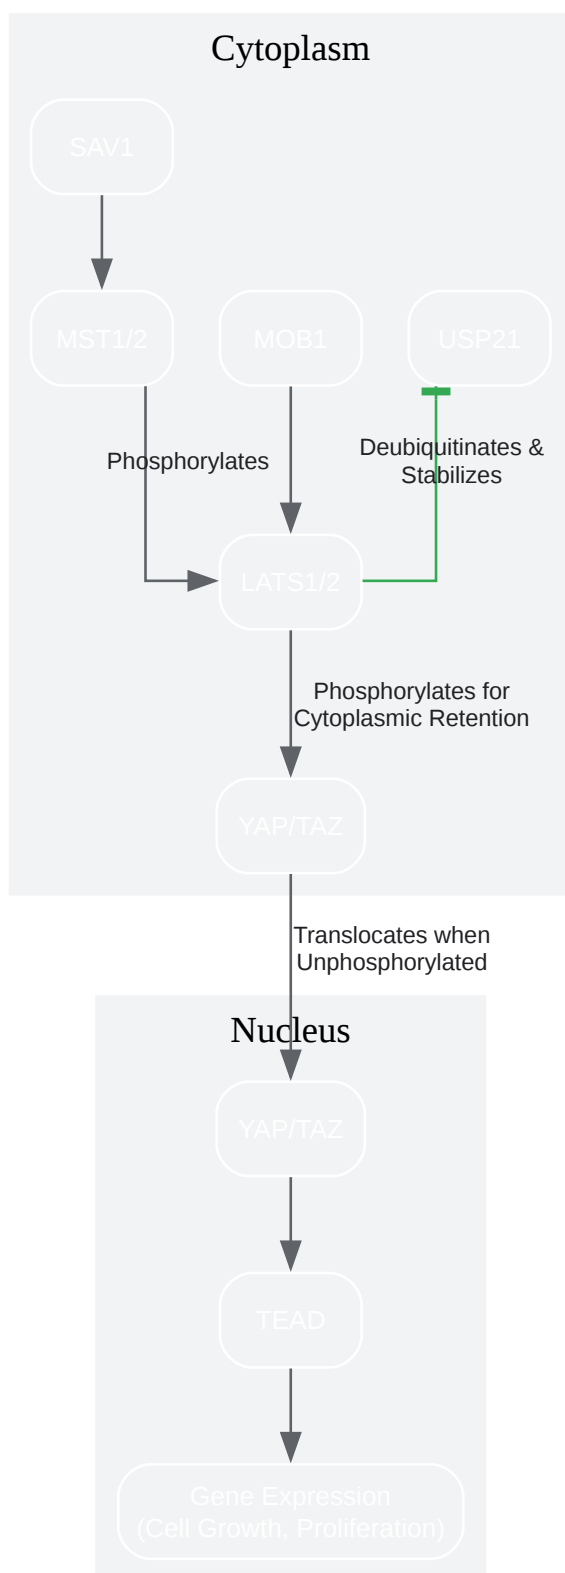 Cytoplasm
SAV1
MST1/2
MOB1
USP21
Phosphorylates
Deubiquitinates &
Stabilizes
LATS1/2
Phosphorylates for
Cytoplasmic Retention
YAP/TAZ
Translocates when
Unphosphorylated
Nucleus
YAP/TAZ
TEAD
Gene Expression
(Cell Growth, Proliferation)